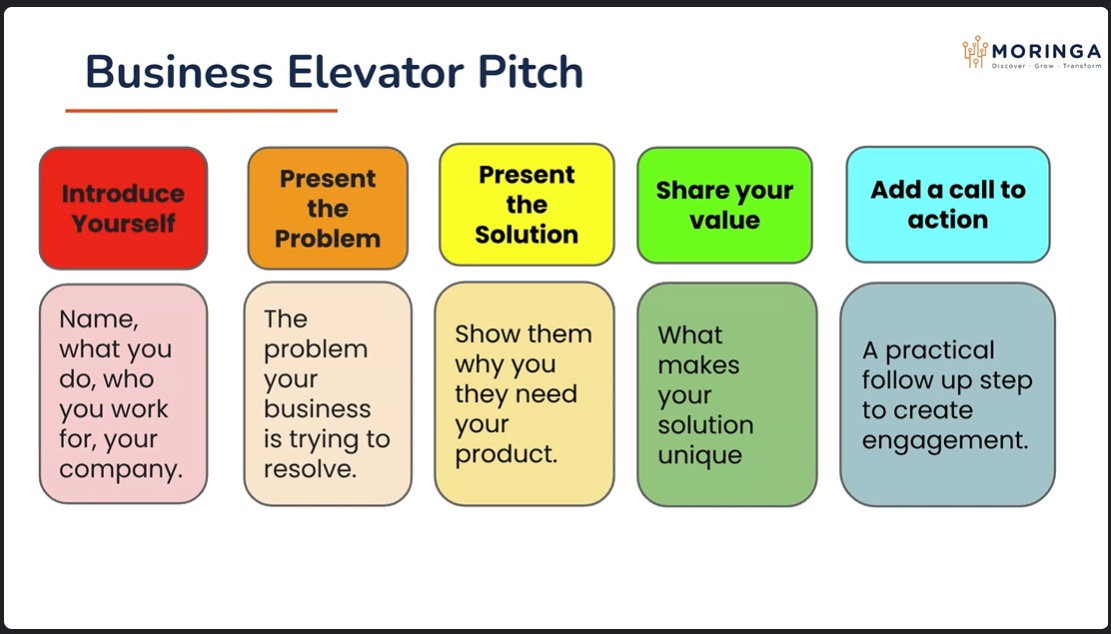 Business Elevator Pitch
MORINGA
Discover · Grow · Transform
Introduce
Yourself
Present
the
Problem
Present
the
Solution
Share your
value
Add a call to
action
Name,
what you
do, who
you work
for, your
company.
The
problem
your
business
is trying to
resolve.
Show them
why you
they need
your
product.
What
makes
your
solution
unique
A practical
follow up step
to create
engagement.